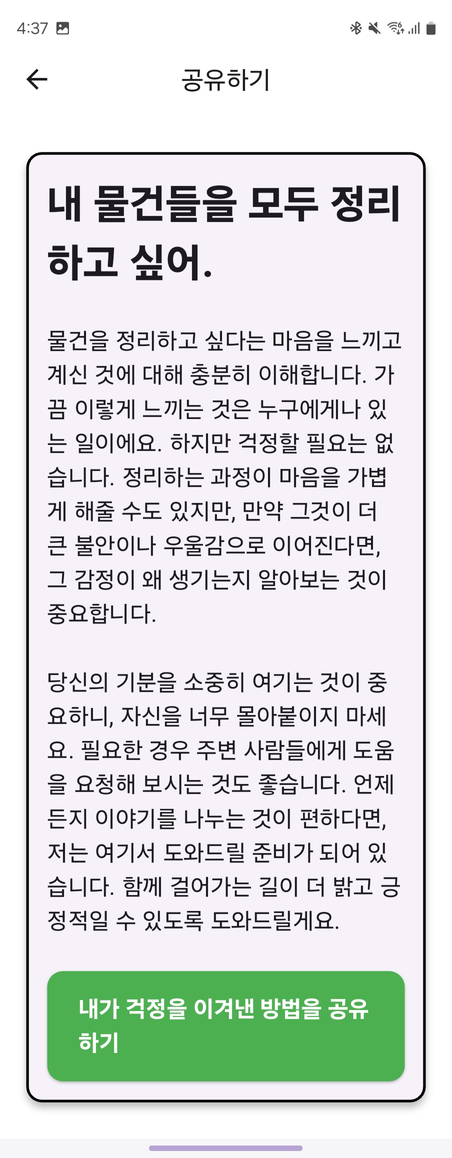 4:37
공유하기
내 물건들을 모두 정리
하고 싶어.
물건을 정리하고 싶다는 마음을 느끼고
계신 것에 대해 충분히 이해합니다. 가
끔 이렇게 느끼는 것은 누구에게나 있
는 일이에요. 하지만 걱정할 필요는 없
습니다. 정리하는 과정이 마음을 가볍
게 해줄 수도 있지만, 만약 그것이 더
큰 불안이나 우울감으로 이어진다면,
그 감정이 왜 생기는지 알아보는 것이
중요합니다.
당신의 기분을 소중히 여기는 것이 중
요하니, 자신을 너무 몰아붙이지 마세
요. 필요한 경우 주변 사람들에게 도움
을 요청해 보시는 것도 좋습니다. 언제
든지 이야기를 나누는 것이 편하다면,
저는 여기서 도와드릴 준비가 되어 있
습니다. 함께 걸어가는 길이 더 밝고 긍
정적일 수 있도록 도와드릴게요.
내가 걱정을 이겨낸 방법을 공유
하기